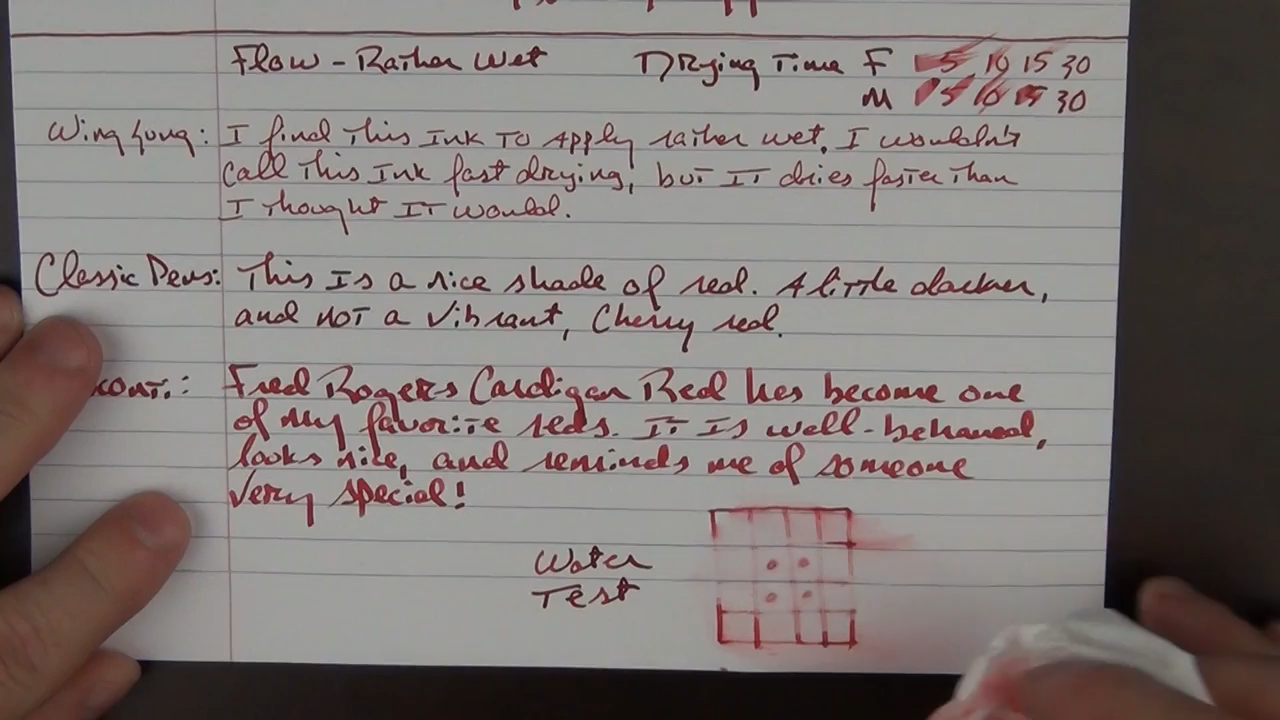 Flow - Rather Wet Drying Time F 5 10 15 30
M 5 10 15 30
Wing Sung: I find This Ink To Apply rather wet. I wouldn't
call This Ink fast drying, but IT dries faster Than
I thought IT would.
Classic Pens: This Is a nice shade of red. A little darker,
and not a vibrant, Cherry red.
cont.: Fred Rogers Cardigan Red has become one
of my favorite reds. It Is well-behaved,
looks nice, and reminds me of someone
very special!
Water
Test